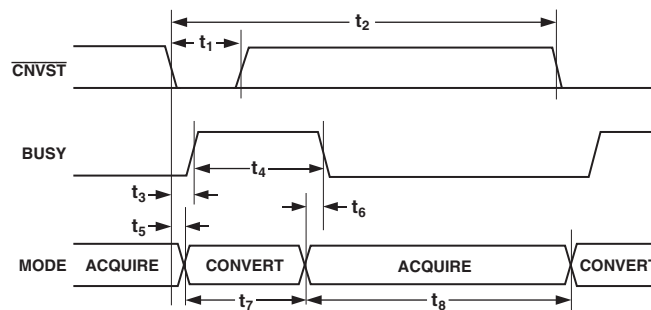 t2
t1
CNVST
BUSY
t4
t3
t6
t5
MODE ACQUIRE CONVERT ACQUIRE CONVERT
t7 t8